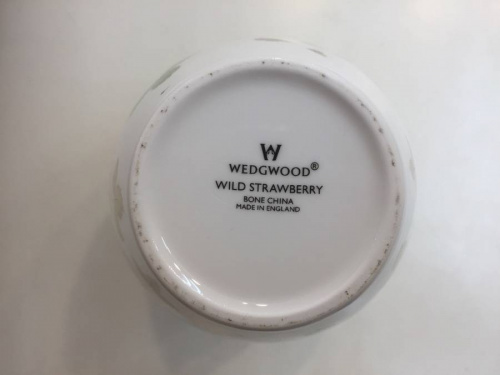 W
WEDGWOOD®
WILD STRAWBERRY
BONE CHINA
MADE IN ENGLAND